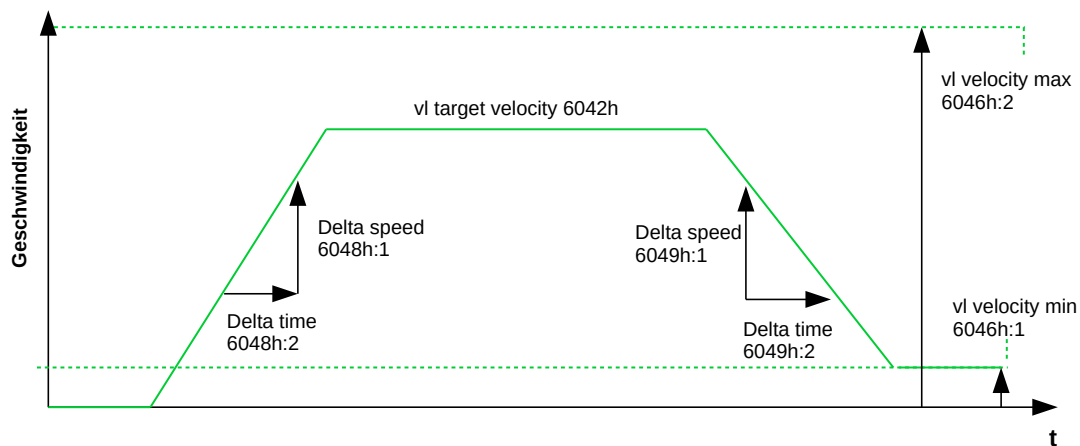 vl velocity max
6046h:2
vl target velocity 6042h
Geschwindigkeit
Delta speed
6048h:1
Delta speed
6049h:1
Delta time
6048h:2
Delta time
6049h:2
vl velocity min
6046h:1
t